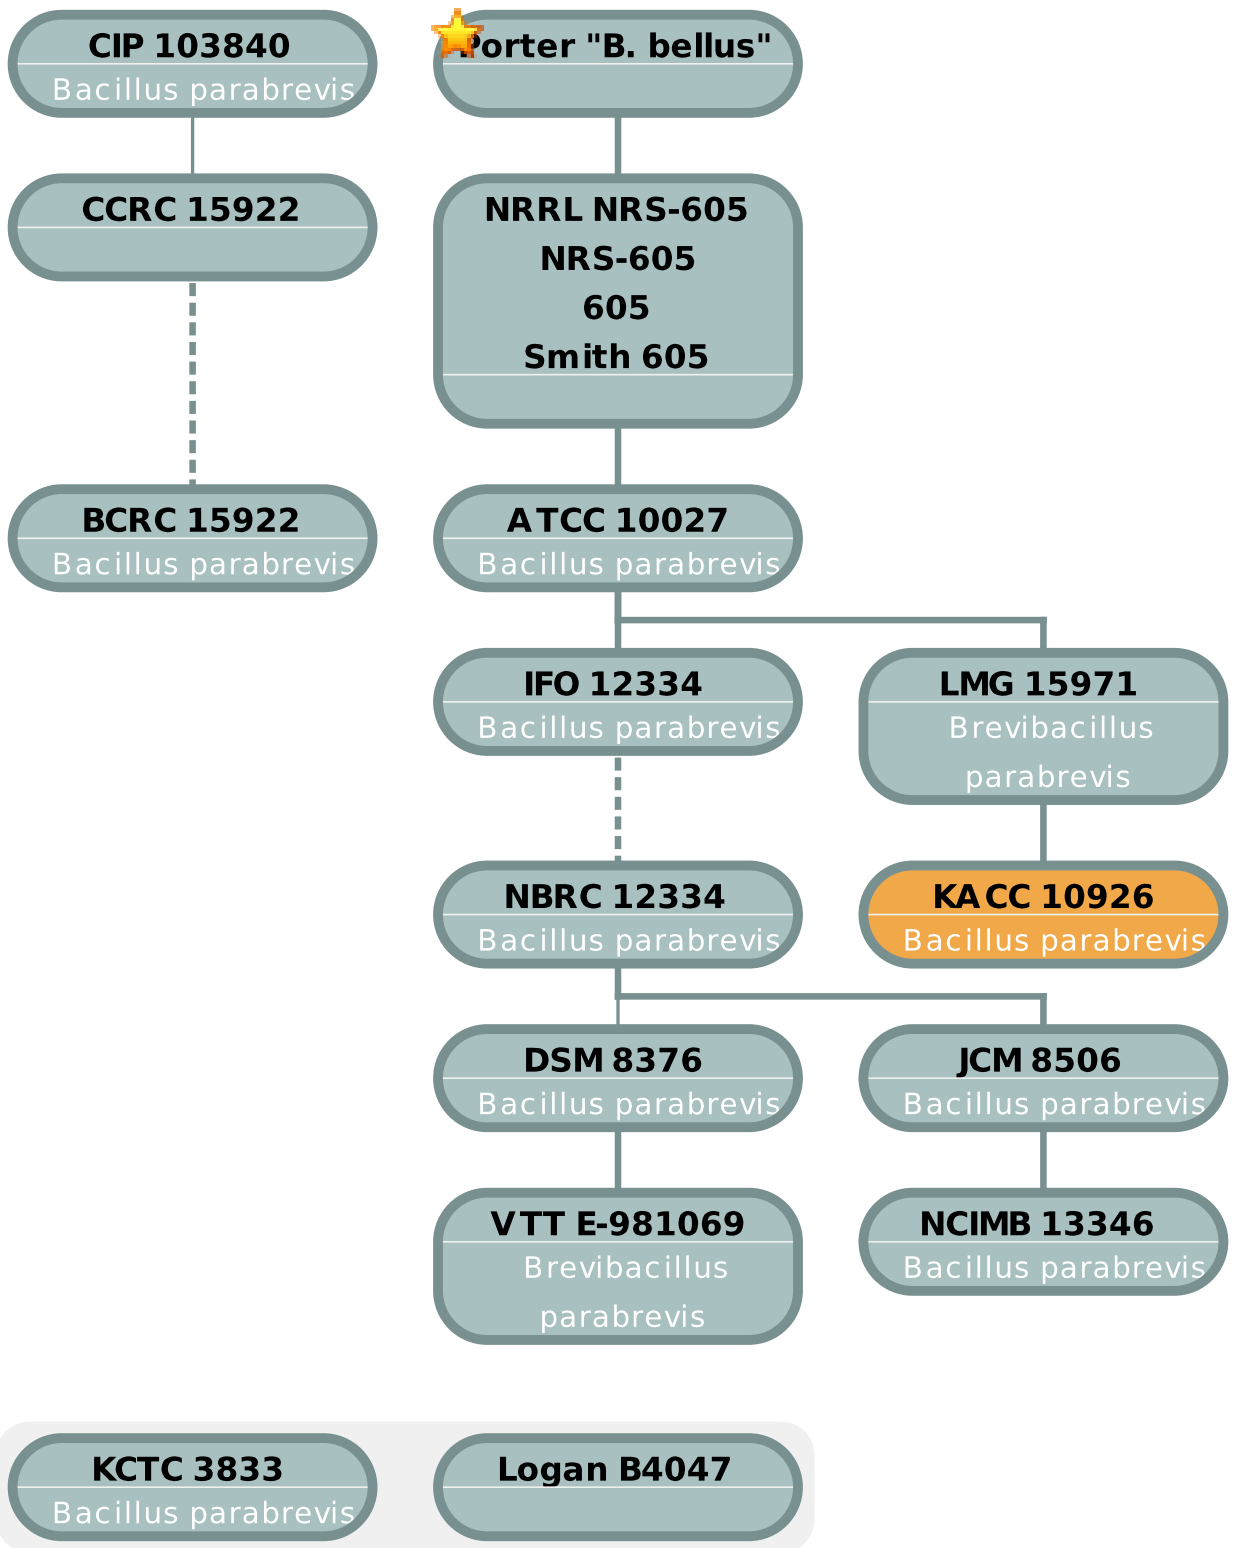 CIP 103840
Bacillus parabrevis
Porter "B. bellus"
CCRC 15922
NRRL NRS-605
NRS-605
605
Smith 605
BCRC 15922
Bacillus parabrevis
ATCC 10027
Bacillus parabrevis
IFO 12334
Bacillus parabrevis
LMG 15971
Brevibacillus
parabrevis
NBRC 12334
Bacillus parabrevis
KACC 10926
Bacillus parabrevis
DSM 8376
Bacillus parabrevis
JCM 8506
Bacillus parabrevis
VTT E-981069
Brevibacillus
parabrevis
NCIMB 13346
Bacillus parabrevis
KCTC 3833
Bacillus parabrevis
Logan B4047